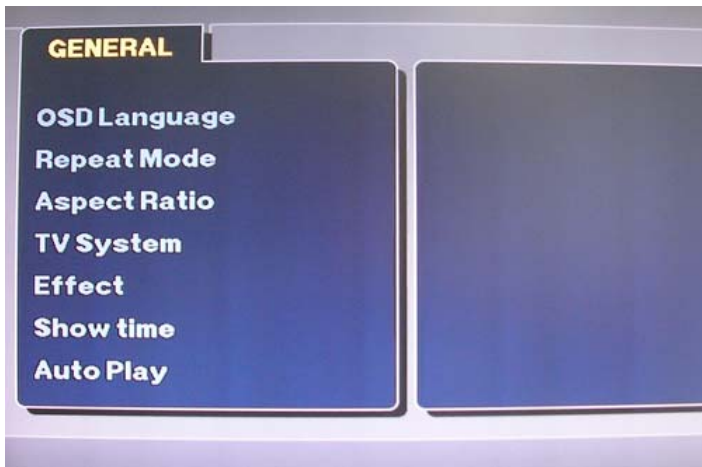 GENERAL
OSD Language
Repeat Mode
Aspect Ratio
TV System
Effect
Show time
Auto Play